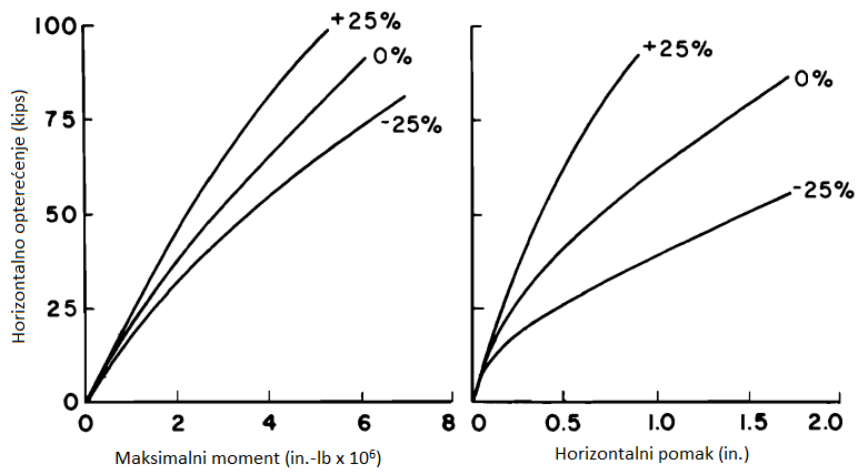 Horizontalno opterećenje (kips)
100
75
50
25
0
+25%
0%
-25%
0 2 4 6 8
Maksimalni moment (in.-lb x 10⁶)
+25%
0%
-25%
0 0.5 1.0 1.5 2.0
Horizontalni pomak (in.)